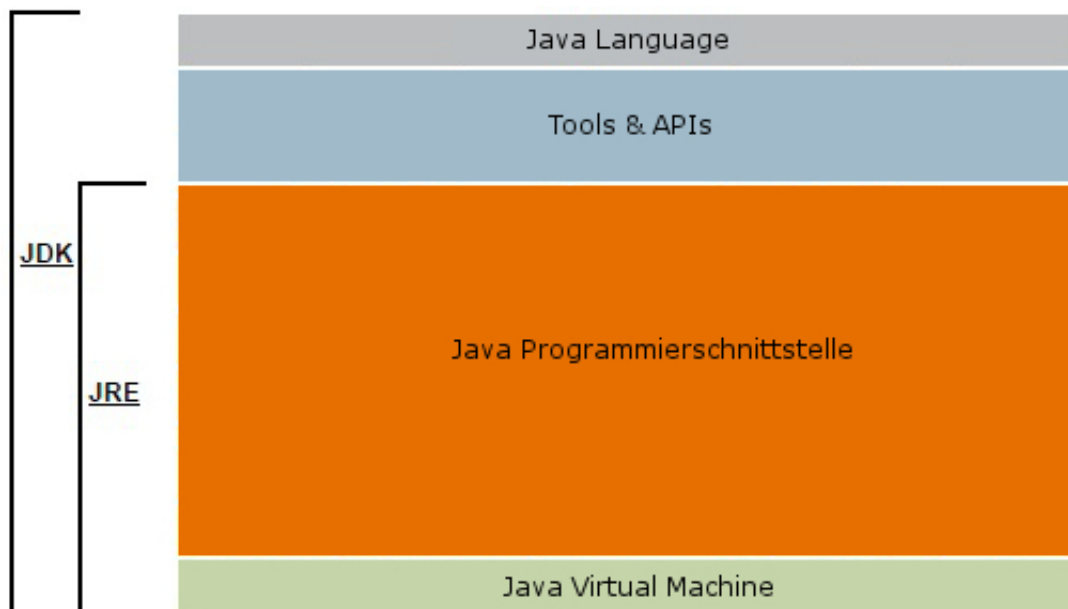 Java Language
Tools & APIs
JDK
Java Programmierschnittstelle
JRE
Java Virtual Machine